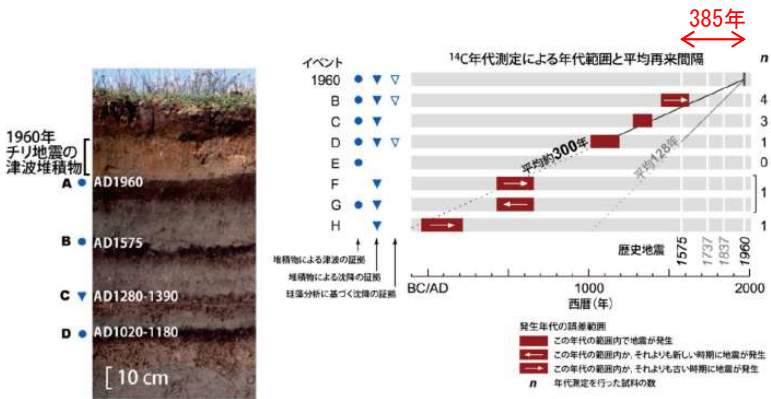 385年
14C年代測定による年代範囲と平均再来間隔
n
イベント
1960
B
4
C
3
D
1
E
0
F
G
1
H
1
平均約300年
平均128年
歴史地震
1575
1737
1837
1960
堆積物による津波の証拠
堆積物による沈降の証拠
珪藻分析に基づく沈降の証拠
BC/AD
1000
2000
西暦(年)
発生年代の誤差範囲
この年代の範囲内で地震が発生
この年代の範囲内か、それよりも新しい時期に地震が発生
この年代の範囲内か、それよりも古い時期に地震が発生
n 年代測定を行った試料の数
1960年
チリ地震の
津波堆積物
A AD1960
B AD1575
C AD1280-1390
D AD1020-1180
10 cm